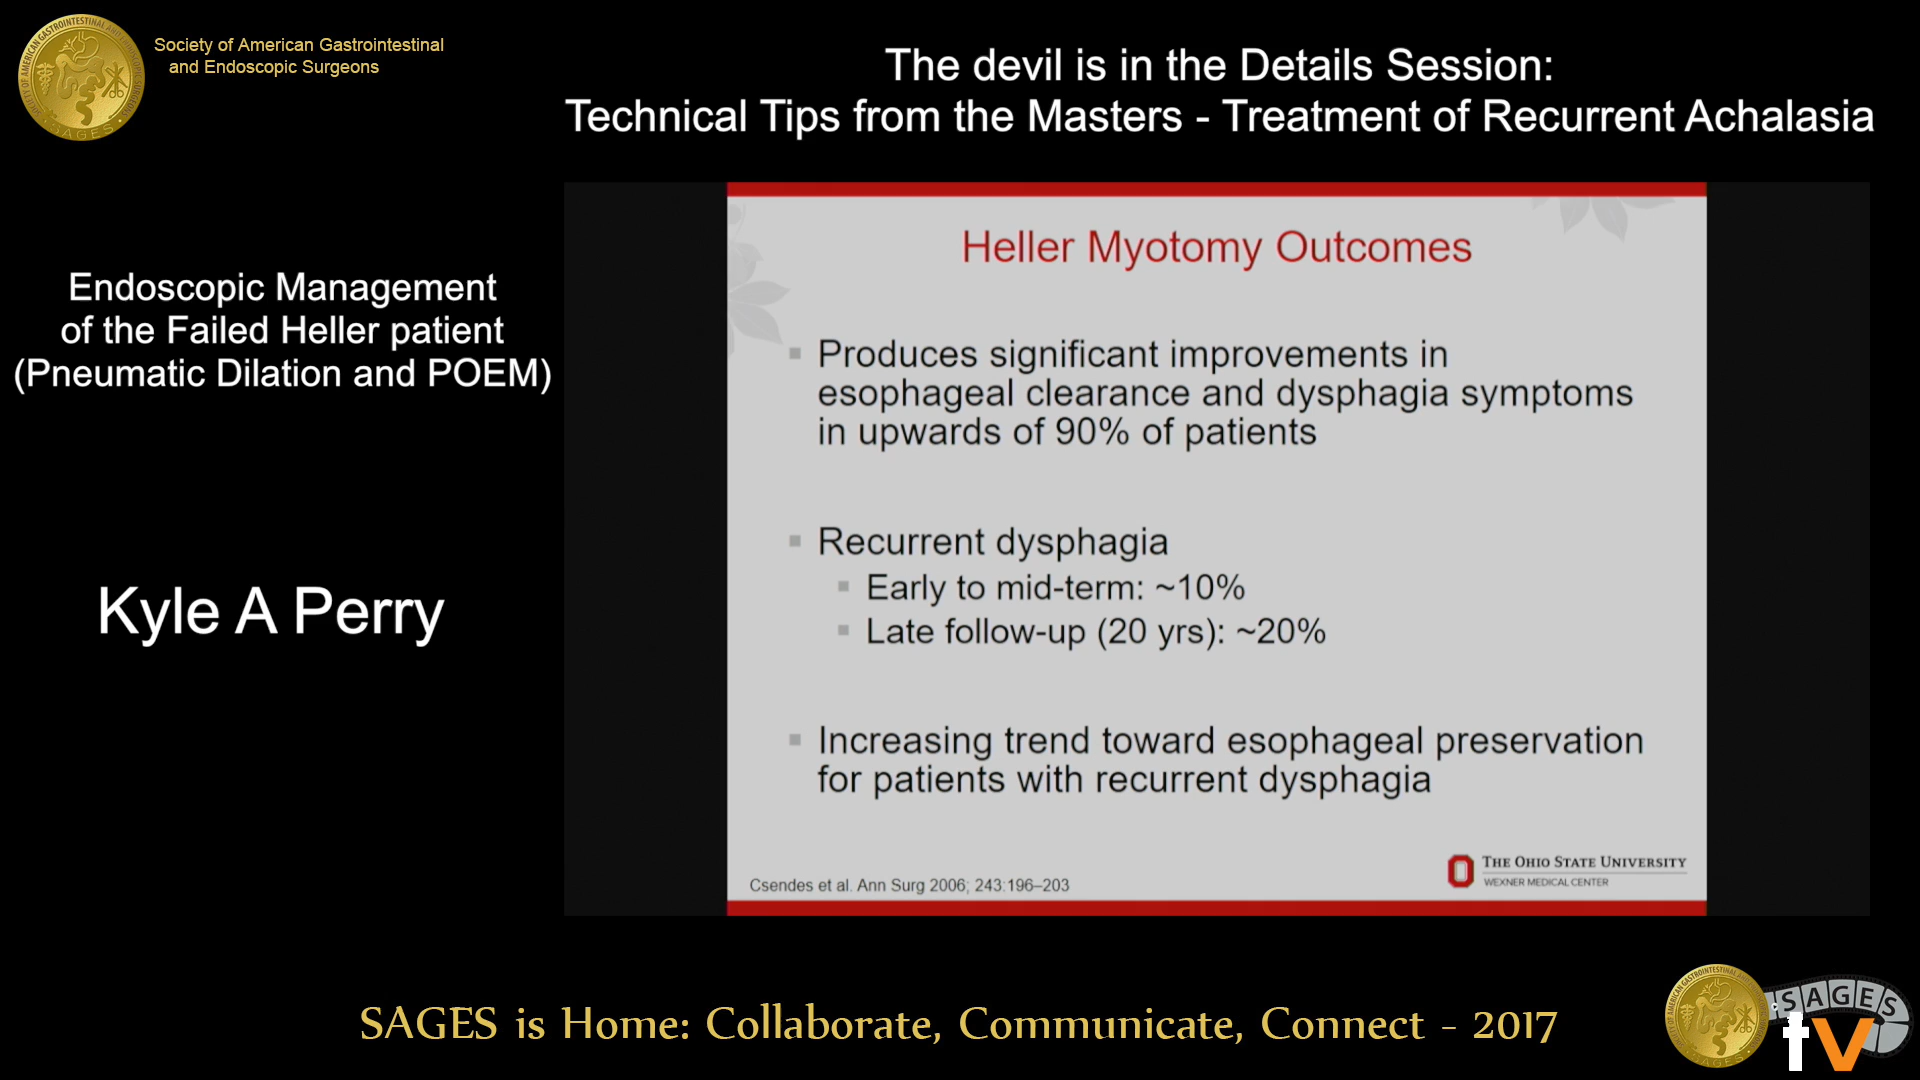 Society of American Gastrointestinal
and Endoscopic Surgeons
The devil is in the Details Session:
Technical Tips from the Masters - Treatment of Recurrent Achalasia
Endoscopic Management
of the Failed Heller patient
(Pneumatic Dilation and POEM)
Kyle A Perry
Heller Myotomy Outcomes
Produces significant improvements in
esophageal clearance and dysphagia symptoms
in upwards of 90% of patients
Recurrent dysphagia
Early to mid-term: ~10%
Late follow-up (20 yrs): ~20%
Increasing trend toward esophageal preservation
for patients with recurrent dysphagia
Csendes et al. Ann Surg 2006; 243:196–203
THE OHIO STATE UNIVERSITY
WEXNER MEDICAL CENTER
SAGES is Home: Collaborate, Communicate, Connect - 2017
SAGES
tv